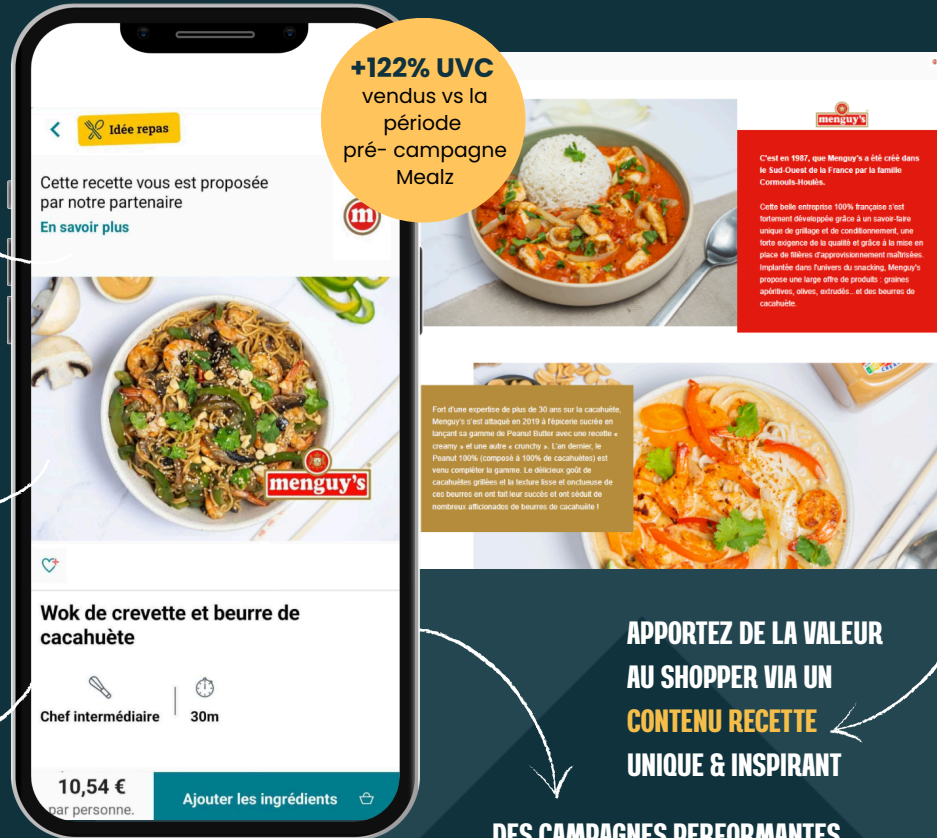 +122% UVC
vendus vs la
période
pré- campagne
Mealz
Idée repas
Cette recette vous est proposée
par notre partenaire
En savoir plus
m
menguy's
Wok de crevette et beurre de
cacahuète
Chef intermédiaire
30m
10,54 €
par personne.
Ajouter les ingrédients
menguy's
C'est en 1987, que Menguy's a été créé dans
le Sud-Ouest de la France par la famille
Cormouls-Houlès.
Cette belle entreprise 100% française s'est
fortement développée grâce à un savoir-faire
unique de grillage et de conditionnement, une
forte exigence de la qualité et grâce à la mise en
place de filières d'approvisionnement maîtrisées.
Implantée dans l'univers du snacking, Menguy's
propose une large offre de produits : graines
apéritives, olives, extrudés... et des beurres de
cacahuète.
Fort d'une expertise de plus de 30 ans sur la cacahuète,
Menguy's s'est attaqué en 2019 à l'épicerie sucrée en
lançant sa gamme de Peanut Butter avec une recette «
creamy » et une autre « crunchy ». L'an dernier, le
Peanut 100% (composé à 100% de cacahuètes) est
venu compléter la gamme. Le délicieux goût de
cacahuètes grillées et la texture lisse et onctueuse de
ces beurres en ont fait leur succès et ont séduit de
nombreux afficionados de beurres de cacahuète !
APPORTEZ DE LA VALEUR
AU SHOPPER VIA UN
CONTENU RECETTE
UNIQUE & INSPIRANT
DES CAMPAGNES PERFORMANTES